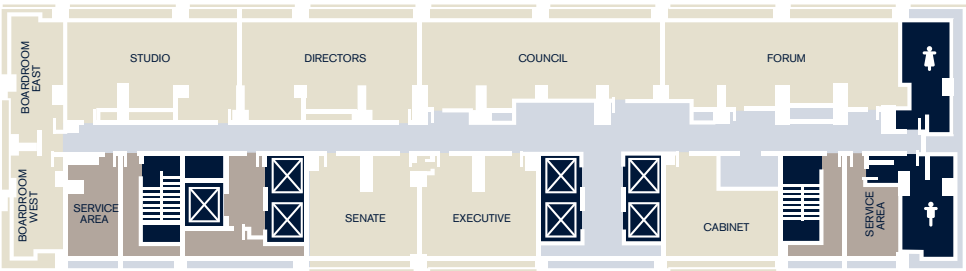 BOARDROOM
EAST
STUDIO
DIRECTORS
COUNCIL
FORUM
BOARDROOM
WEST
SERVICE
AREA
SENATE
EXECUTIVE
CABINET
SERVICE
AREA